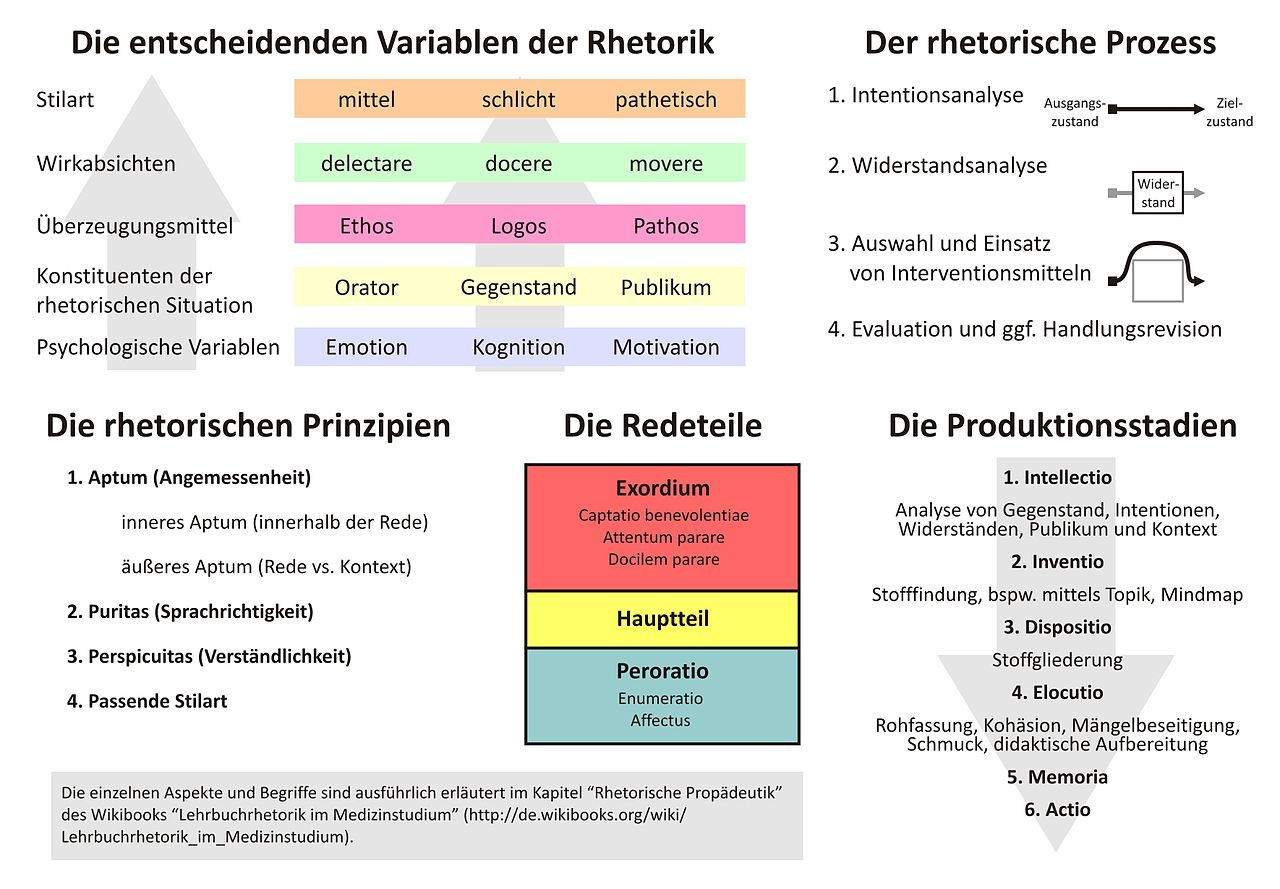 Die entscheidenden Variablen der Rhetorik
Stilart mittel schlicht pathetisch
Wirkabsichten delectare docere movere
Überzeugungsmittel Ethos Logos Pathos
Konstituenten der
rhetorischen Situation Orator Gegenstand Publikum
Psychologische Variablen Emotion Kognition Motivation
Der rhetorische Prozess
1. Intentionsanalyse
Ausgangs-
zustand
Ziel-
zustand
2. Widerstandsanalyse
Wider-
stand
3. Auswahl und Einsatz
von Interventionsmitteln
4. Evaluation und ggf. Handlungsrevision
Die rhetorischen Prinzipien
1. Aptum (Angemessenheit)
inneres Aptum (innerhalb der Rede)
äußeres Aptum (Rede vs. Kontext)
2. Puritas (Sprachrichtigkeit)
3. Perspicuitas (Verständlichkeit)
4. Passende Stilart
Die Redeteile
Exordium
Captatio benevolentiae
Attentum parare
Docilem parare
Hauptteil
Peroratio
Enumeratio
Affectus
Die Produktionsstadien
1. Intellectio
Analyse von Gegenstand, Intentionen,
Widerständen, Publikum und Kontext
2. Inventio
Stofffindung, bspw. mittels Topik, Mindmap
3. Dispositio
Stoffgliederung
4. Elocutio
Rohfassung, Kohäsion, Mängelbeseitigung,
Schmuck, didaktische Aufbereitung
5. Memoria
6. Actio
Die einzelnen Aspekte und Begriffe sind ausführlich erläutert im Kapitel “Rhetorische Propädeutik”
des Wikibooks “Lehrbuchrhetorik im Medizinstudium” (http://de.wikibooks.org/wiki/
Lehrbuchrhetorik_im_Medizinstudium).